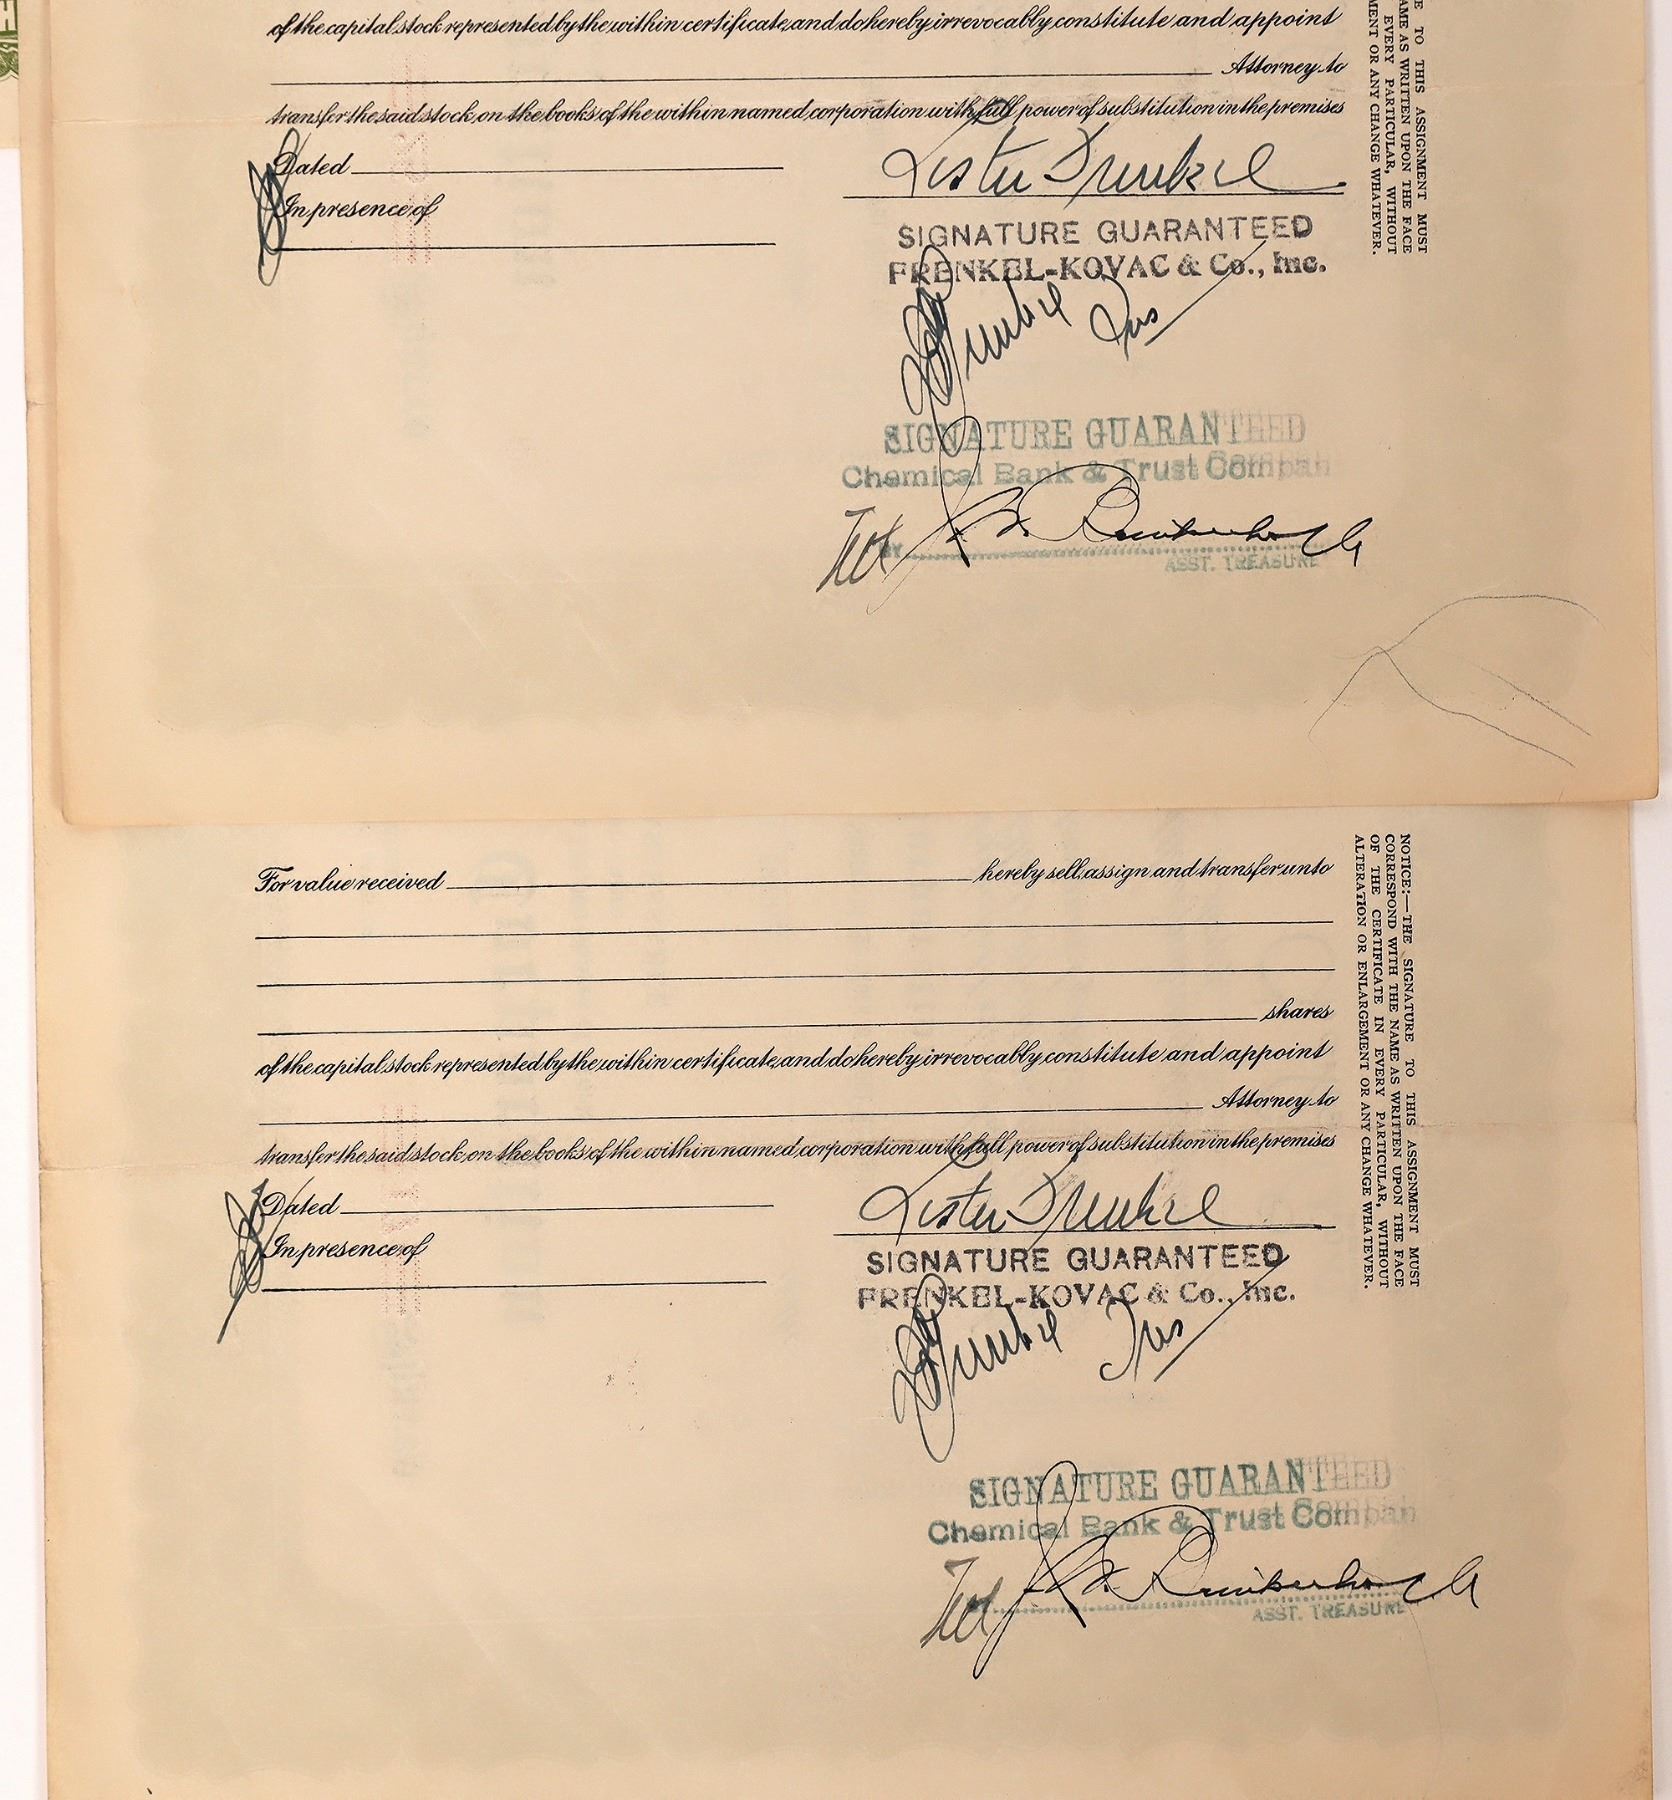 of the capital stock represented by the within certificate, and do hereby irrevocably constitute and appoint
Attorney to
transfer the said stock on the books of the within named corporation with full power of substitution in the premises
Dated
In presence of
Lester Frenkel
SIGNATURE GUARANTEED
FRENKEL-KOVAC & Co., Inc.
Frenkel Pres
SIGNATURE GUARANTEED
Chemical Bank & Trust Compan
BY
ASST. TREASURE
E TO THIS ASSIGNMENT MUST
AME AS WRITTEN UPON THE FACE
EVERY PARTICULAR, WITHOUT
MENT OR ANY CHANGE WHATEVER.
For value received hereby sell, assign and transfer unto
shares
of the capital stock represented by the within certificate, and do hereby irrevocably constitute and appoint
Attorney to
transfer the said stock on the books of the within named corporation with full power of substitution in the premises
Dated
In presence of
Lester Frenkel
SIGNATURE GUARANTEED
FRENKEL-KOVAC & Co., Inc.
Frenkel Pres
SIGNATURE GUARANTEED
Chemical Bank & Trust Compan
ASST. TREASURE
NOTICE:—THE SIGNATURE TO THIS ASSIGNMENT MUST
CORRESPOND WITH THE NAME AS WRITTEN UPON THE FACE
OF THE CERTIFICATE IN EVERY PARTICULAR, WITHOUT
ALTERATION OR ENLARGEMENT OR ANY CHANGE WHATEVER.